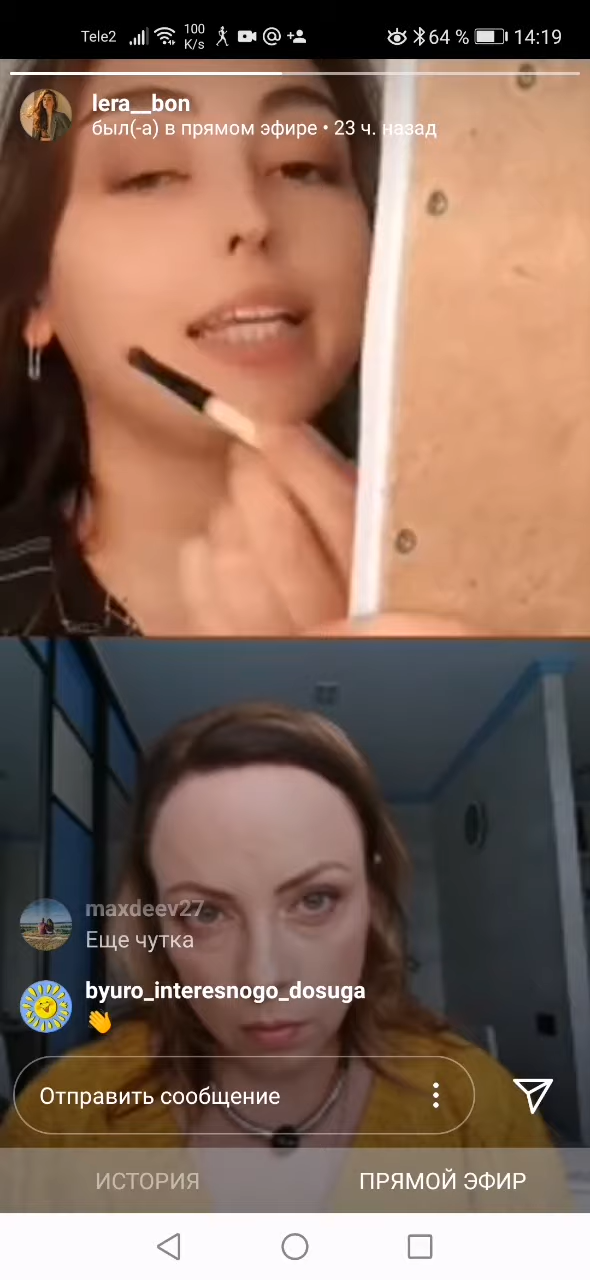 Tele2 100 K/s 64 % 14:19
lera__bon
был(-а) в прямом эфире • 23 ч. назад
maxdeev27
Еще чутка
byuro_interesnogo_dosuga
👋
Отправить сообщение
ИСТОРИЯ ПРЯМОЙ ЭФИР